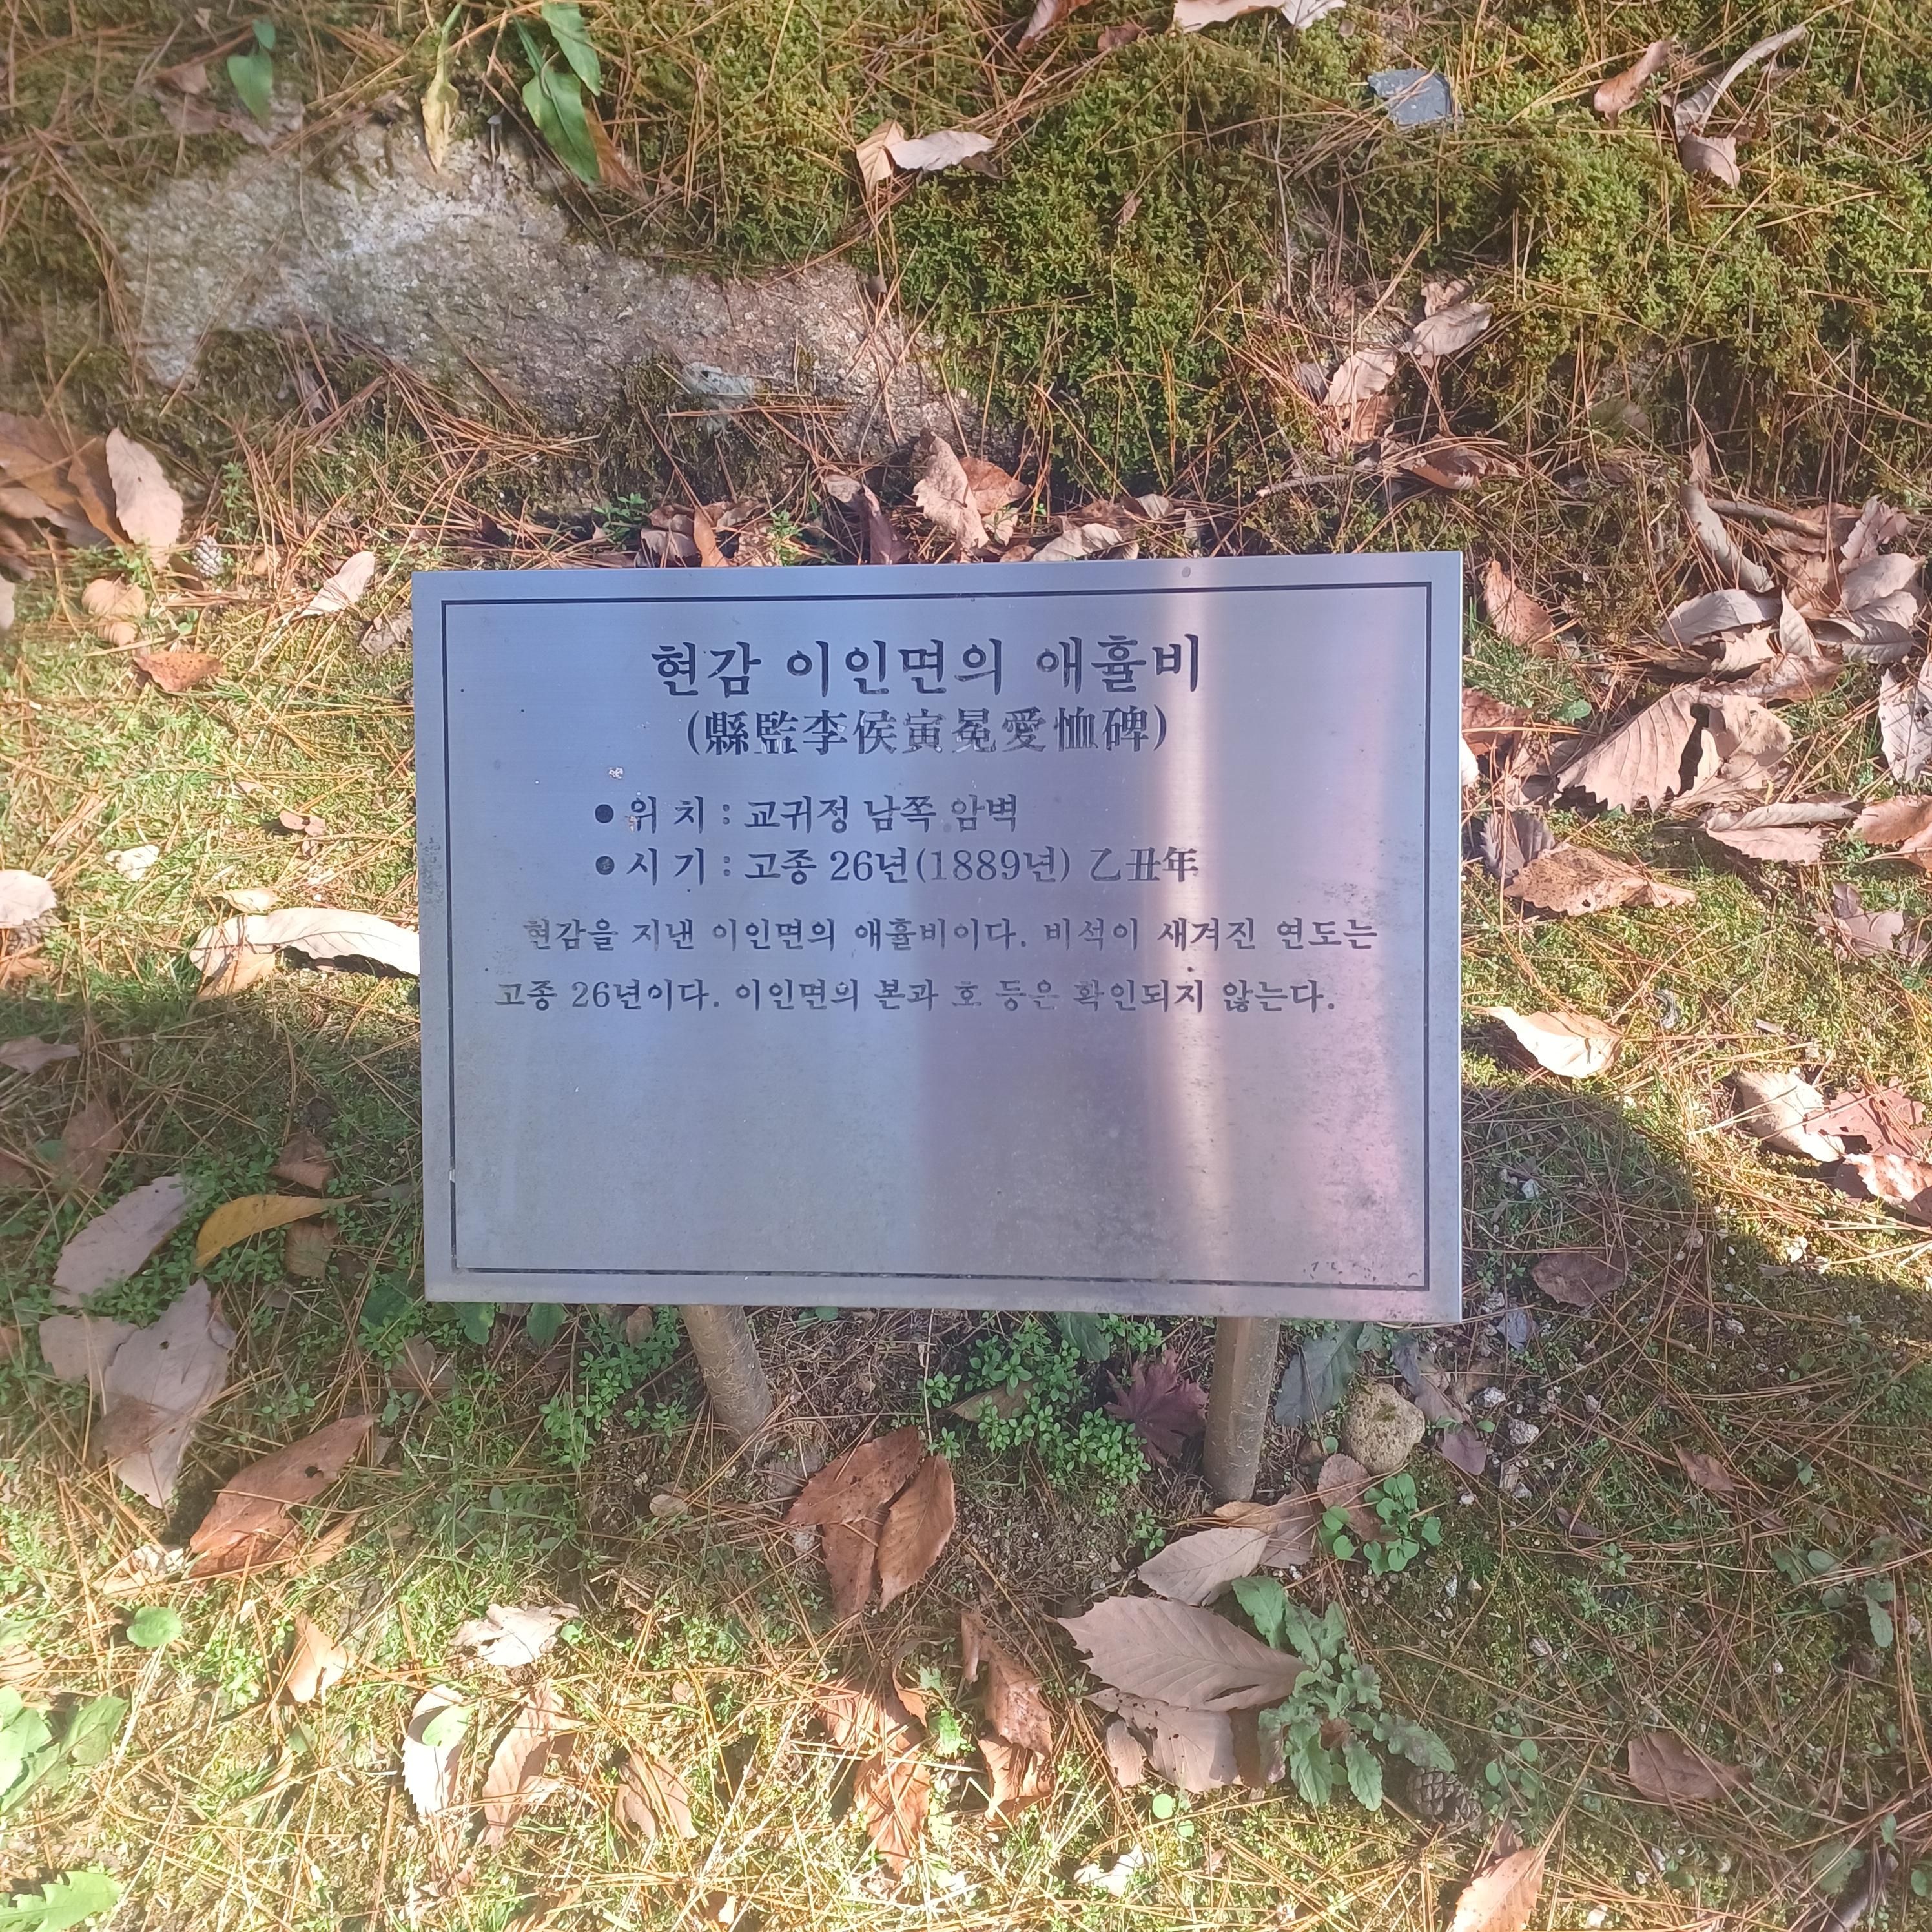 현감 이인면의 애휼비
(縣監李侯寅冕愛恤碑)
● 위 치 : 교귀정 남쪽 암벽
● 시 기 : 고종 26년(1889년) 乙丑年
현감을 지낸 이인면의 애휼비이다. 비석이 새겨진 연도는
고종 26년이다. 이인면의 본과 호 등은 확인되지 않는다.